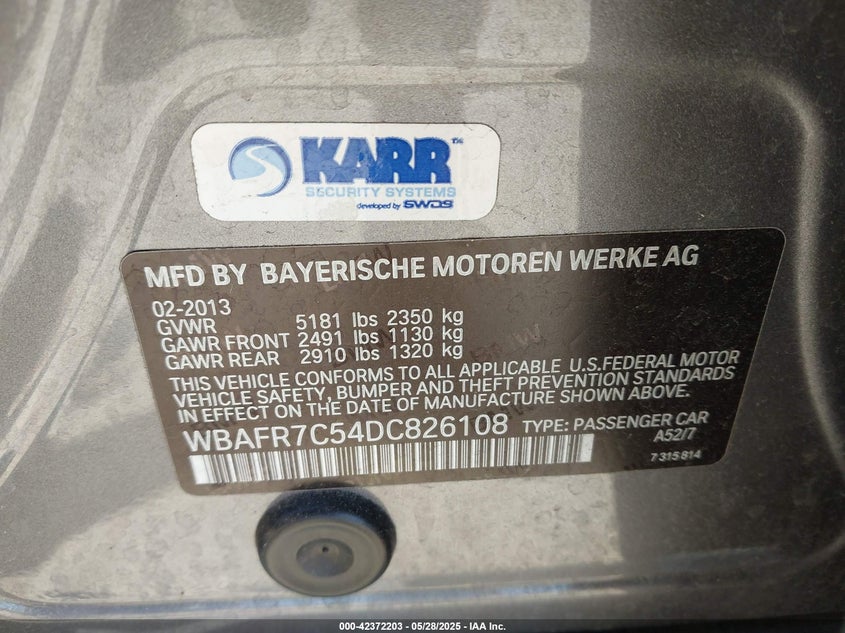 KARR™
SECURITY SYSTEMS
developed by SWDS
MFD BY BAYERISCHE MOTOREN WERKE AG
02-2013
GVWR 5181 lbs 2350 kg
GAWR FRONT 2491 lbs 1130 kg
GAWR REAR 2910 lbs 1320 kg
THIS VEHICLE CONFORMS TO ALL APPLICABLE U.S.FEDERAL MOTOR
VEHICLE SAFETY, BUMPER AND THEFT PREVENTION STANDARDS
IN EFFECT ON THE DATE OF MANUFACTURE SHOWN ABOVE.
WBAFR7C54DC826108 TYPE: PASSENGER CAR
A52/7
7 315 814
000-42372203 - 05/28/2025 - IAA Inc.